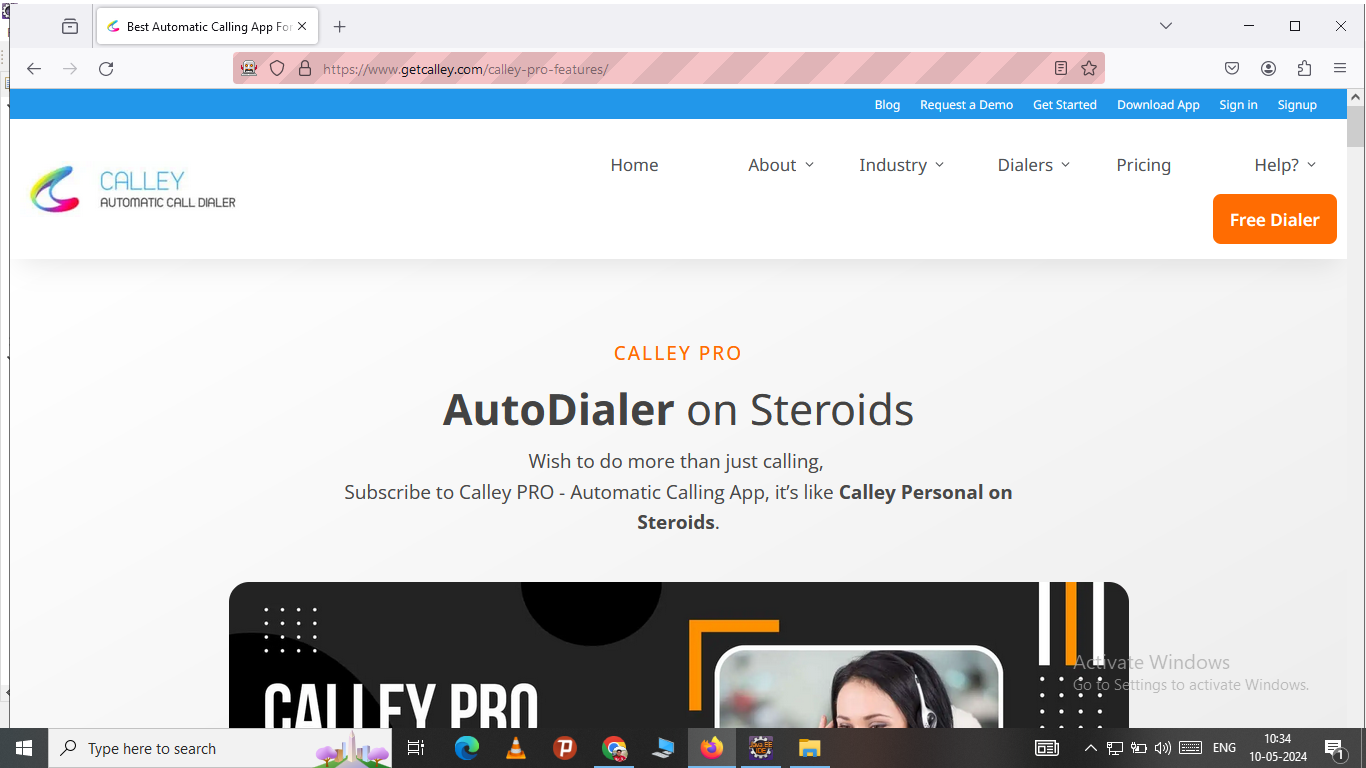 Best Automatic Calling App For
https://www.getcalley.com/calley-pro-features/
Blog Request a Demo Get Started Download App Sign in Signup
CALLEY
AUTOMATIC CALL DIALER
Home About Industry Dialers Pricing Help?
Free Dialer
CALLEY PRO
AutoDialer on Steroids
Wish to do more than just calling,
Subscribe to Calley PRO - Automatic Calling App, it’s like Calley Personal on
Steroids.
CALLEY PRO
Activate Windows
Go to Settings to activate Windows.
Type here to search
JAVA EE
IDE
ENG
10:34
10-05-2024
1